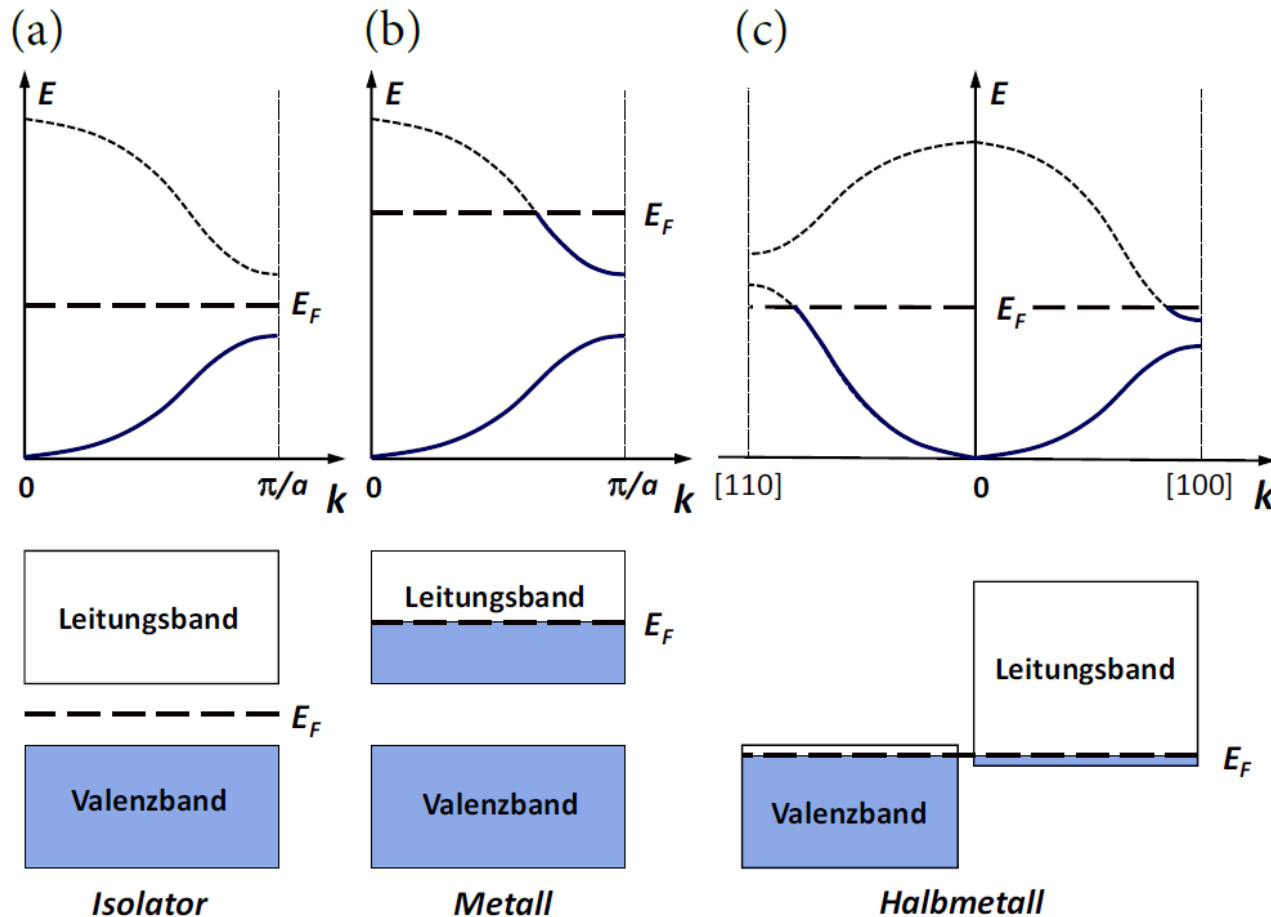 (a)
E
E_F
0
π/a
k
Leitungsband
E_F
Valenzband
Isolator
(b)
E
E_F
0
π/a
k
Leitungsband
E_F
Valenzband
Metall
(c)
E
E_F
[110]
0
[100]
k
Leitungsband
E_F
Valenzband
Halbmetall